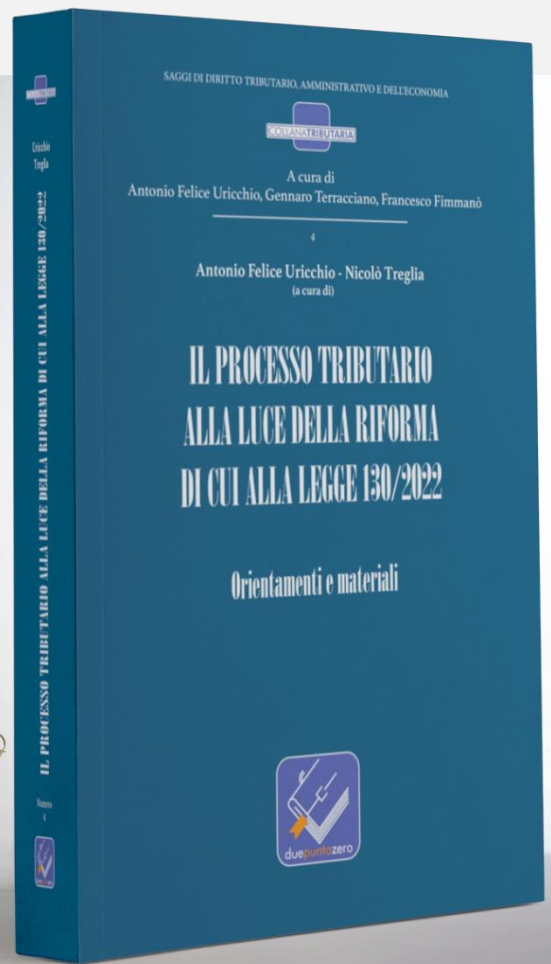 SAGGI DI DIRITTO TRIBUTARIO, AMMINISTRATIVO E DELL'ECONOMIA
COLLANATRIBUTARIA
A cura di
Antonio Felice Uricchio, Gennaro Terracciano, Francesco Fimmanò
4
Antonio Felice Uricchio - Nicolò Treglia
(a cura di)
IL PROCESSO TRIBUTARIO
ALLA LUCE DELLA RIFORMA
DI CUI ALLA LEGGE 130/2022
Orientamenti e materiali
duepuntozero
Uricchio
Treglia
IL PROCESSO TRIBUTARIO ALLA LUCE DELLA RIFORMA DI CUI ALLA LEGGE 130/2022
Numero
4